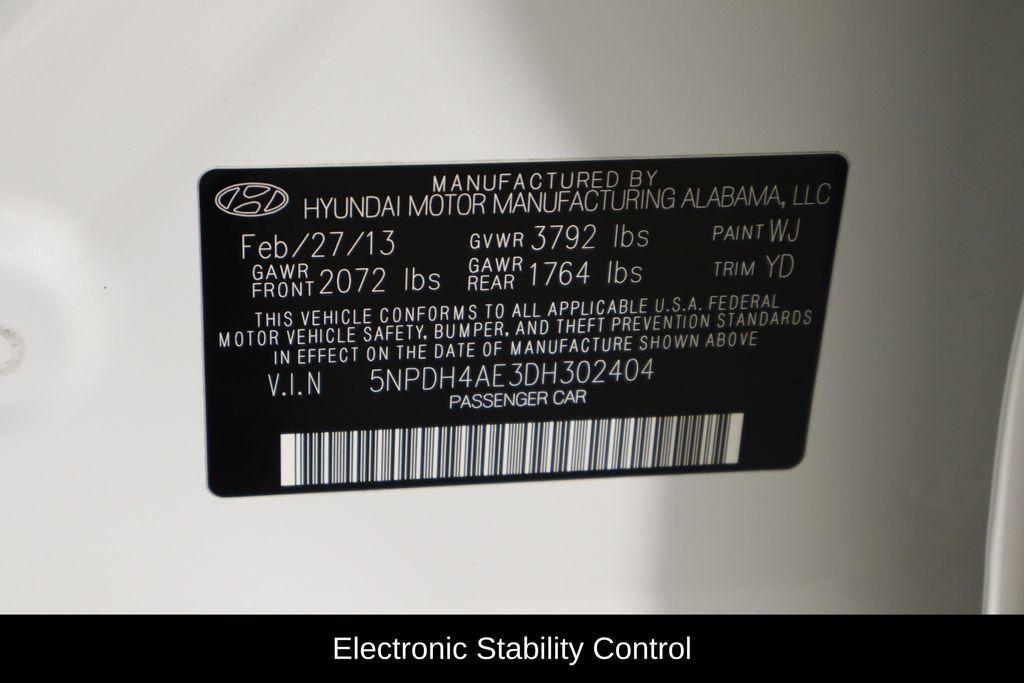 MANUFACTURED BY
HYUNDAI MOTOR MANUFACTURING ALABAMA, LLC
Feb/27/13 GVWR 3792 lbs PAINT WJ
GAWR FRONT 2072 lbs GAWR REAR 1764 lbs TRIM YD
THIS VEHICLE CONFORMS TO ALL APPLICABLE U.S.A. FEDERAL
MOTOR VEHICLE SAFETY, BUMPER, AND THEFT PREVENTION STANDARDS
IN EFFECT ON THE DATE OF MANUFACTURE SHOWN ABOVE
V.I.N 5NPDH4AE3DH302404
PASSENGER CAR
Electronic Stability Control